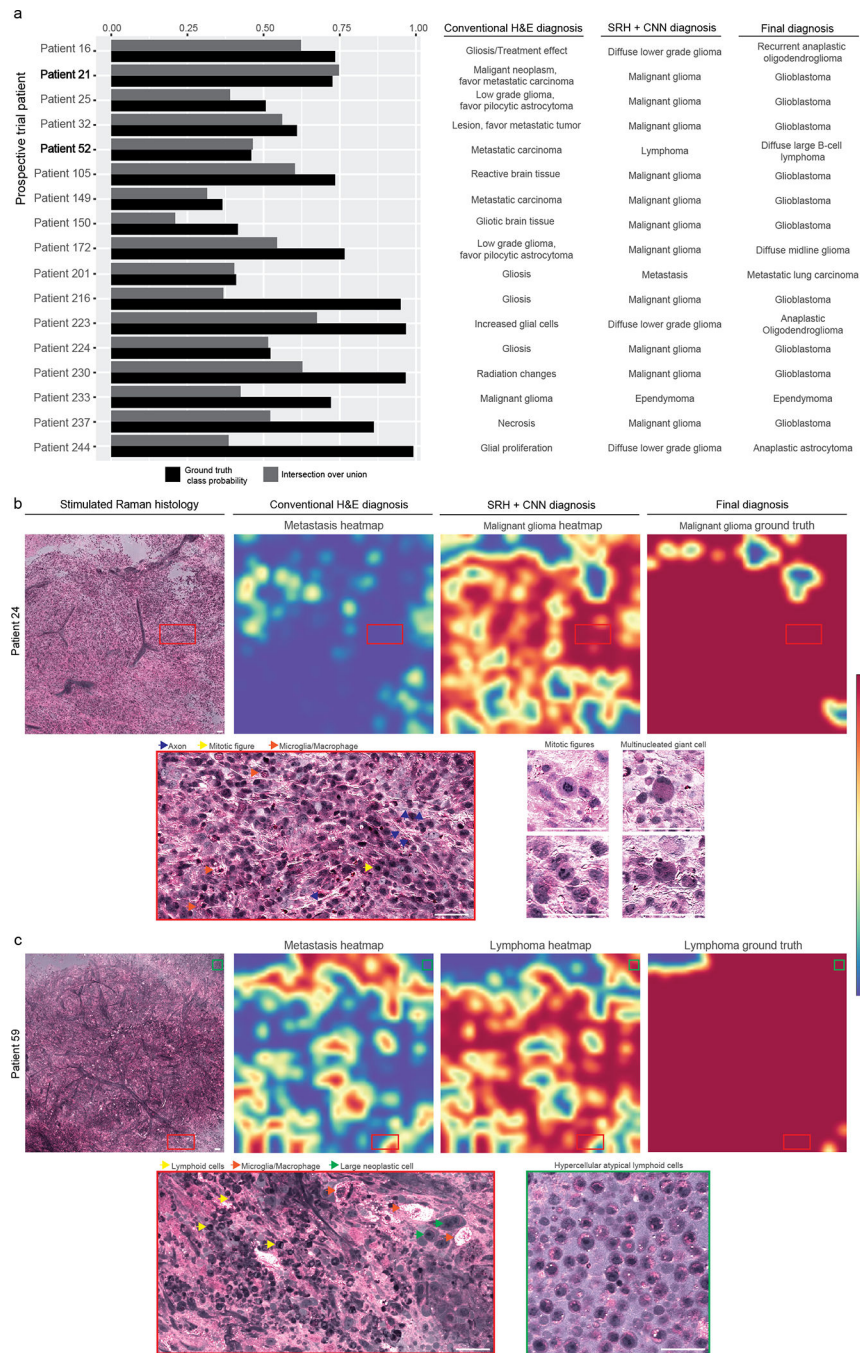 a
0
0.25
0.50
0.75
1.00
Conventional H&E diagnosis
SRH + CNN diagnosis
Final diagnosis
Prospective trial patient
Patient 16
Gliosis/Treatment effect
Diffuse lower grade glioma
Recurrent anaplastic
oligodendroglioma
Patient 21
Malignant neoplasm,
favor metastatic carcinoma
Malignant glioma
Glioblastoma
Patient 25
Low grade glioma,
favor pilocytic astrocytoma
Malignant glioma
Glioblastoma
Patient 32
Lesion, favor metastatic tumor
Malignant glioma
Glioblastoma
Patient 52
Metastatic carcinoma
Lymphoma
Diffuse large B-cell
lymphoma
Patient 105
Reactive brain tissue
Malignant glioma
Glioblastoma
Patient 149
Metastatic carcinoma
Malignant glioma
Glioblastoma
Patient 150
Gliotic brain tissue
Malignant glioma
Glioblastoma
Patient 172
Low grade glioma,
favor pilocytic astrocytoma
Malignant glioma
Diffuse midline glioma
Patient 201
Gliosis
Metastasis
Metastatic lung carcinoma
Patient 216
Gliosis
Malignant glioma
Glioblastoma
Patient 223
Increased glial cells
Diffuse lower grade glioma
Anaplastic
Oligodendroglioma
Patient 224
Gliosis
Malignant glioma
Glioblastoma
Patient 230
Radiation changes
Malignant glioma
Glioblastoma
Patient 233
Malignant glioma
Ependymoma
Ependymoma
Patient 237
Necrosis
Malignant glioma
Glioblastoma
Patient 244
Glial proliferation
Diffuse lower grade glioma
Anaplastic astrocytoma
Ground truth
class probability
Intersection over union
b
Stimulated Raman histology
Conventional H&E diagnosis
SRH + CNN diagnosis
Final diagnosis
Metastasis heatmap
Malignant glioma heatmap
Malignant glioma ground truth
Patient 24
Axon
Mitotic figure
Microglia/Macrophage
Mitotic figures
Multinucleated giant cell
c
Metastasis heatmap
Lymphoma heatmap
Lymphoma ground truth
Patient 59
Lymphoid cells
Microglia/Macrophage
Large neoplastic cell
Hypercellular atypical lymphoid cells